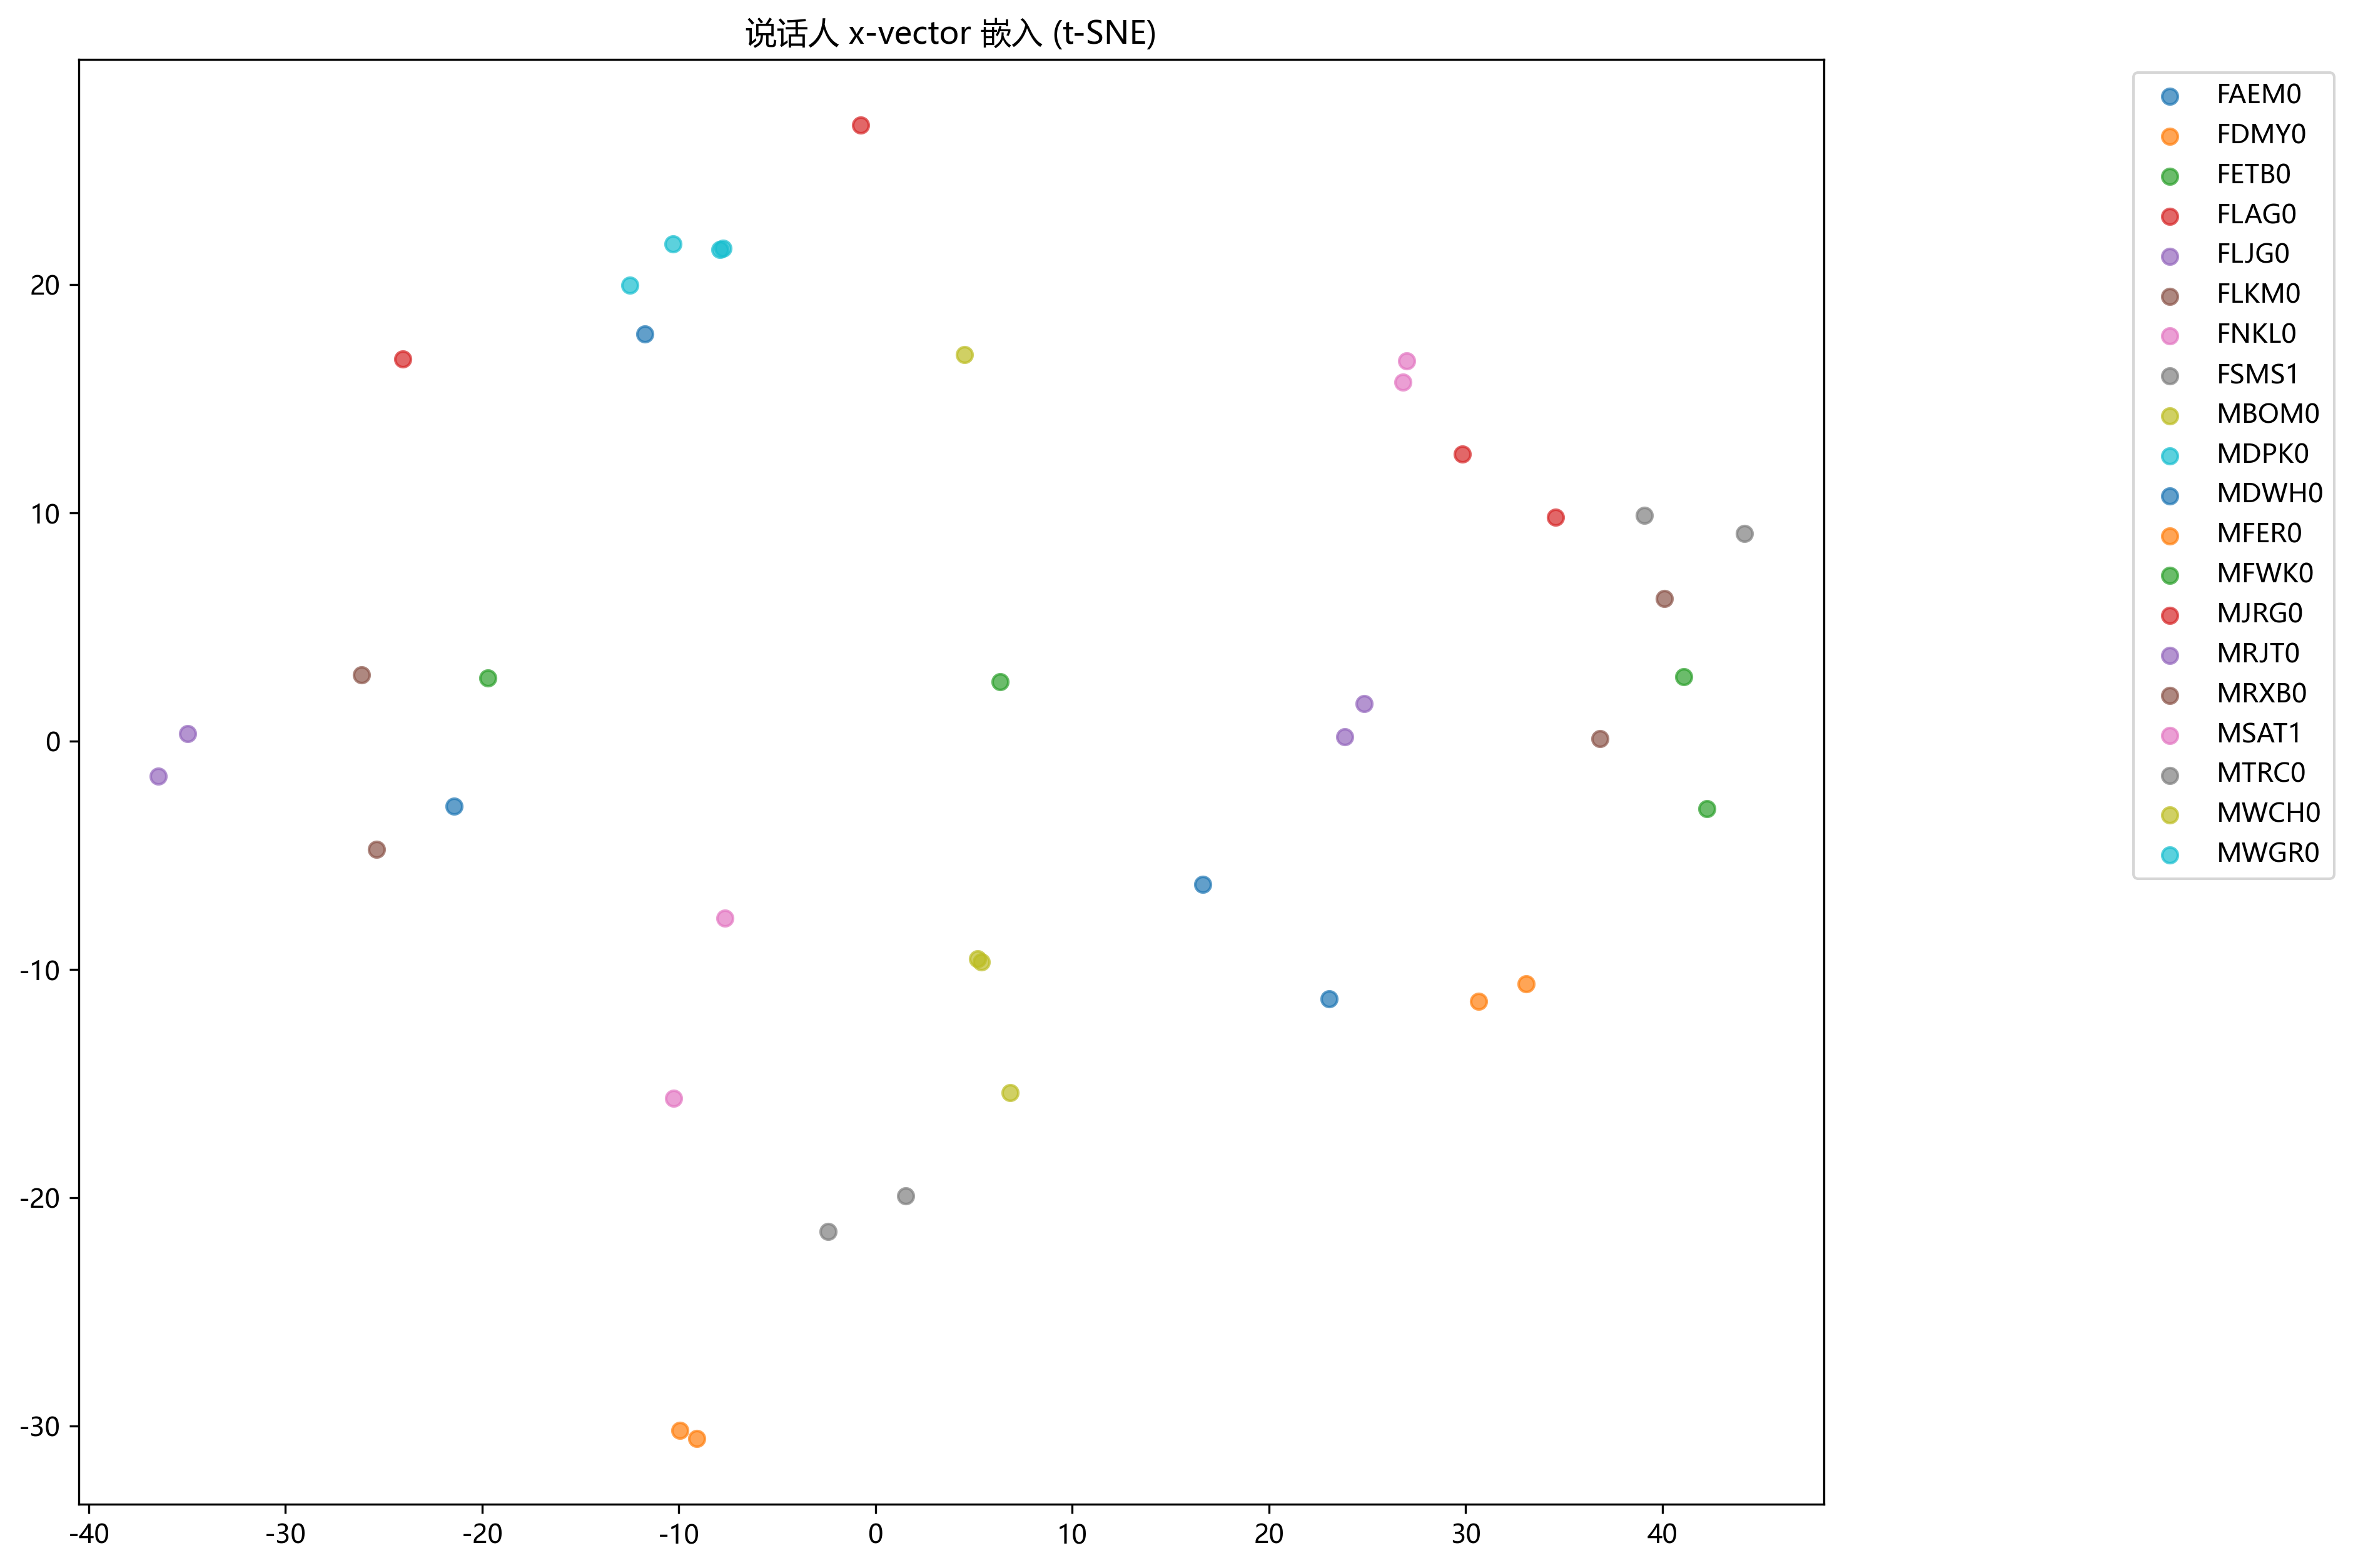 说话人 x-vector 嵌入 (t-SNE)
20
10
0
-10
-20
-30
-40
-30
-20
-10
0
10
20
30
40
FAEM0
FDMY0
FETB0
FLAG0
FLJG0
FLKM0
FNKL0
FSMS1
MBOM0
MDPK0
MDWH0
MFER0
MFWK0
MJRG0
MRJT0
MRXB0
MSAT1
MTRC0
MWCH0
MWGR0